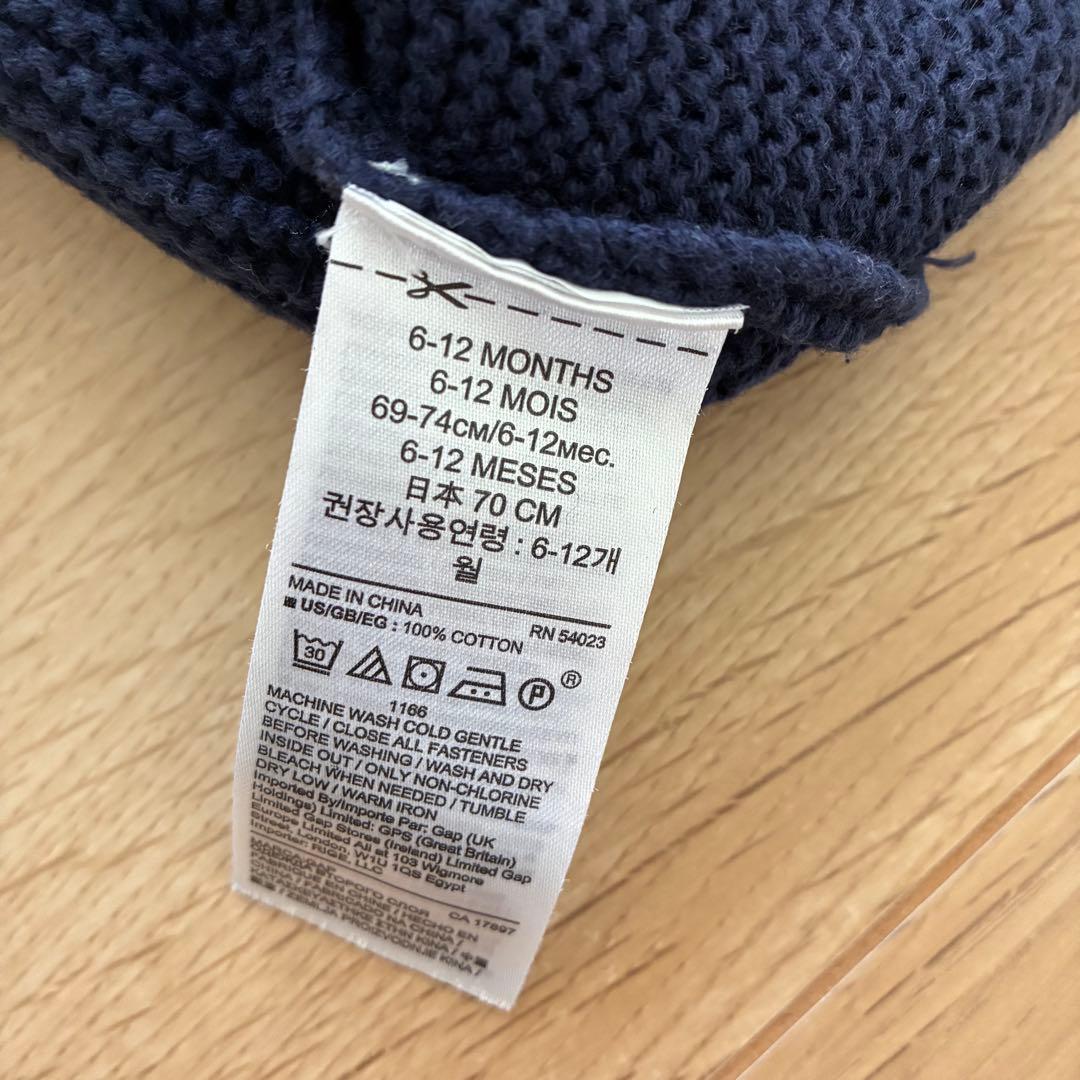 6-12 MONTHS
6-12 MOIS
69-74см/6-12мес.
6-12 MESES
日本 70 CM
권장사용연령 : 6-12개
월
MADE IN CHINA
RN 54023
US/GB/EG : 100% COTTON
30
P
®
1166
MACHINE WASH COLD GENTLE
CYCLE / CLOSE ALL FASTENERS
BEFORE WASHING / WASH AND DRY
INSIDE OUT / ONLY NON-CHLORINE
BLEACH WHEN NEEDED / TUMBLE
DRY LOW / WARM IRON
Imported By/Importe Par: Gap (UK
Holdings) Limited: GPS (Great Britain)
Limited Gap Stores (Ireland) Limited Gap
Europe Limited All at 103 Wigmore
Street, London, W1U 1QS Egypt
Importer: RIGE, LLC
CA 17897
CHINA / FABRICADO NA CHINA /